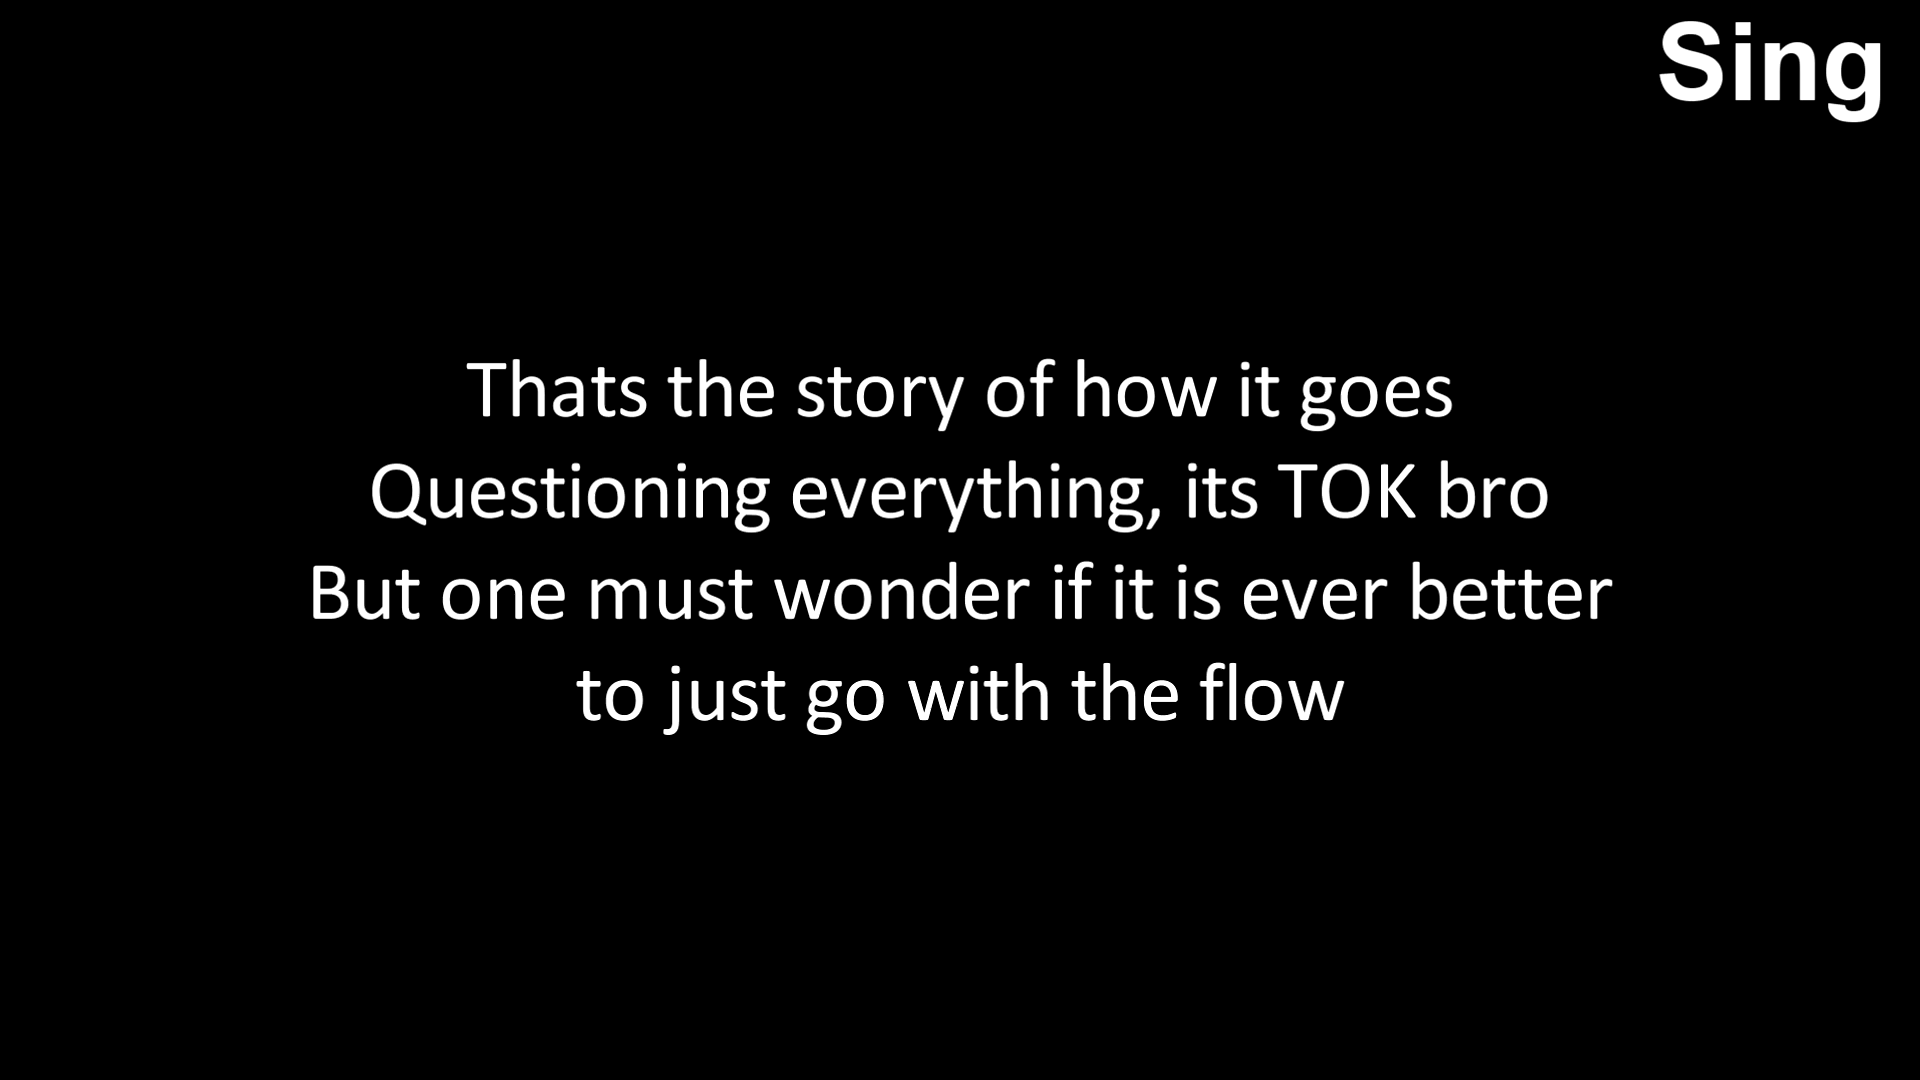 Sing
Thats the story of how it goes
Questioning everything, its TOK bro
But one must wonder if it is ever better
to just go with the flow